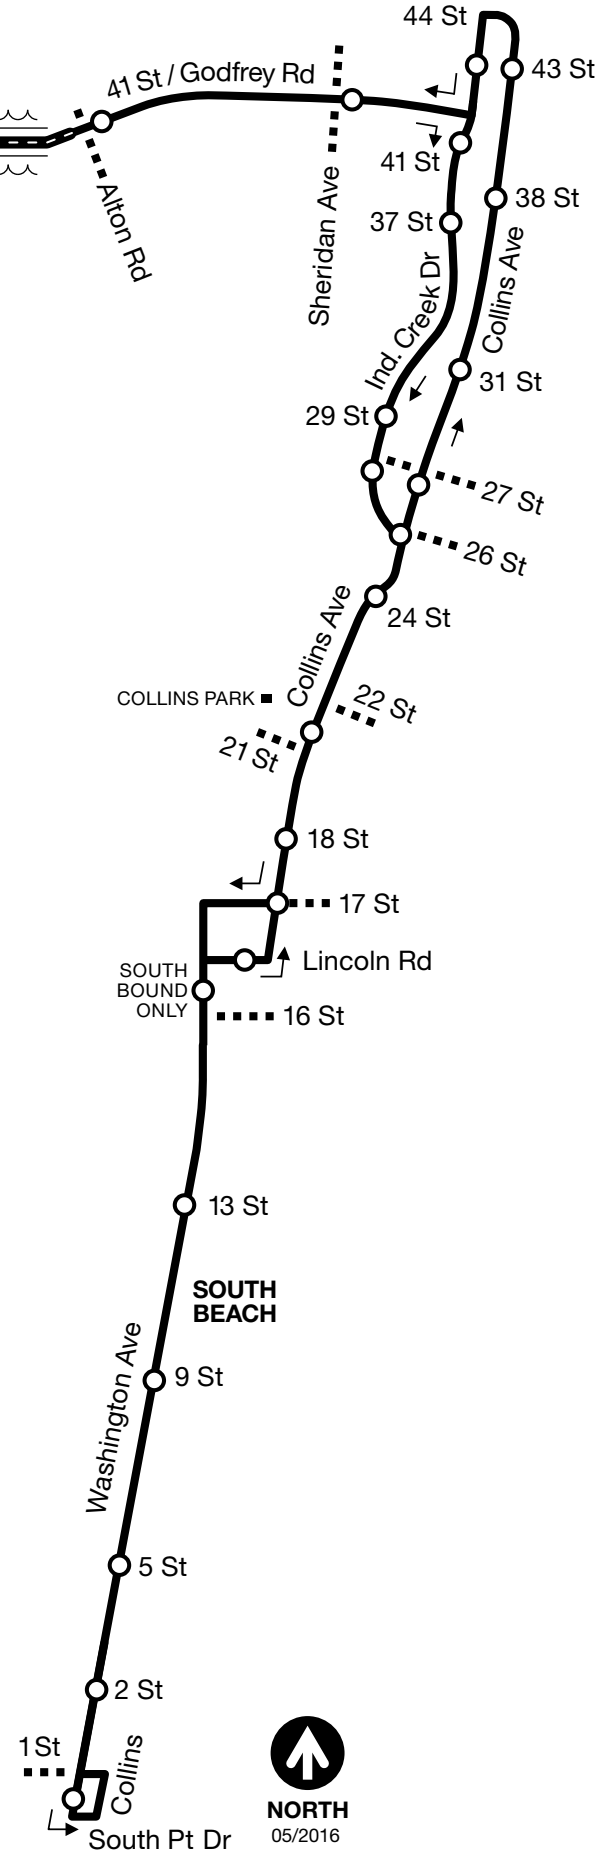 44 St
43 St
41 St / Godfrey Rd
41 St
Alton Rd
Sheridan Ave
38 St
37 St
Collins Ave
Ind. Creek Dr
31 St
29 St
27 St
26 St
24 St
Collins Ave
COLLINS PARK
22 St
21 St
18 St
17 St
Lincoln Rd
SOUTH
BOUND
ONLY
16 St
13 St
SOUTH
BEACH
Washington Ave
9 St
5 St
2 St
1 St
Collins
South Pt Dr
NORTH
05/2016